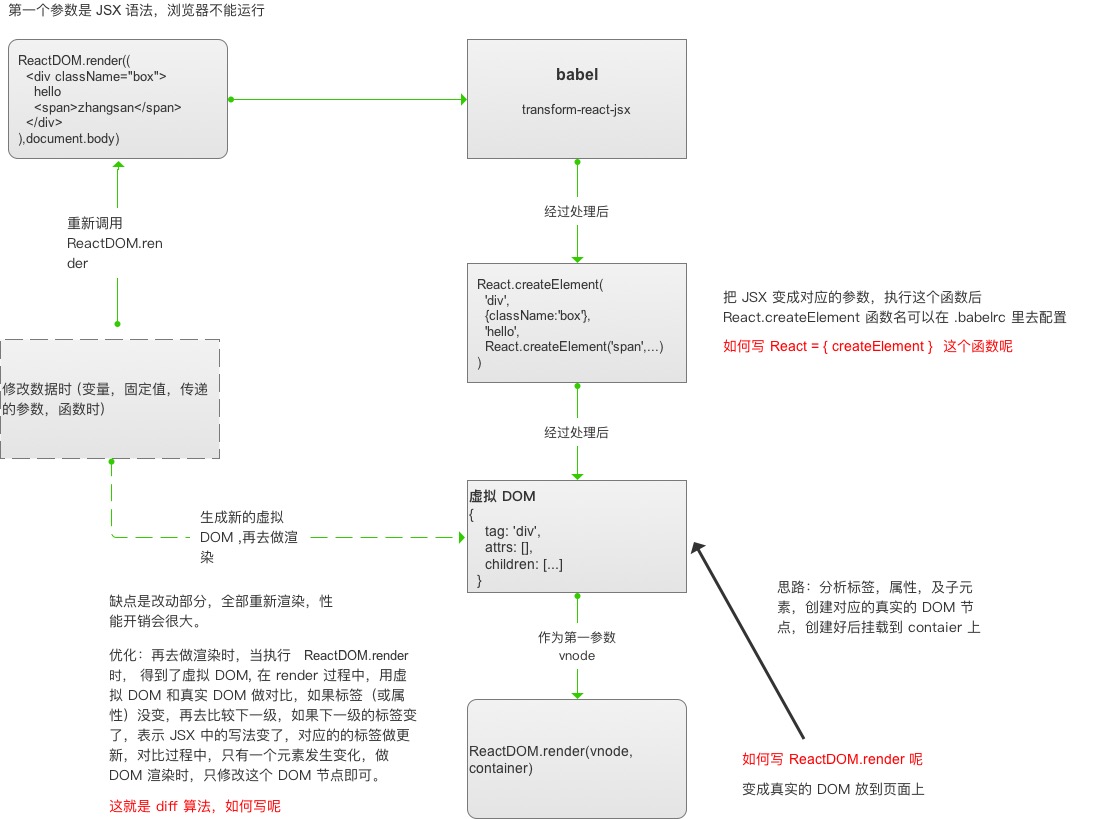 第一个参数是 JSX 语法，浏览器不能运行
ReactDOM.render((
<div className="box">
hello
<span>zhangsan</span>
</div>
),document.body)
babel
transform-react-jsx
经过处理后
重新调用
ReactDOM.ren
der
React.createElement(
'div',
{className:'box'},
'hello',
React.createElement('span',...)
)
把 JSX 变成对应的参数，执行这个函数后
React.createElement 函数名可以在 .babelrc 里去配置
如何写 React = { createElement } 这个函数呢
修改数据时 (变量，固定值，传递
的参数，函数时)
经过处理后
生成新的虚拟
DOM ,再去做渲
染
虚拟 DOM
{
tag: 'div',
attrs: [],
children: [...]
}
思路：分析标签，属性，及子元
素，创建对应的真实的 DOM 节
点，创建好后挂载到 contaier 上
缺点是改动部分，全部重新渲染，性
能开销会很大。
作为第一参数
vnode
优化：再去做渲染时，当执行 ReactDOM.render
时， 得到了虚拟 DOM, 在 render 过程中，用虚
拟 DOM 和真实 DOM 做对比，如果标签（或属
性）没变，再去比较下一级，如果下一级的标签变
了，表示 JSX 中的写法变了，对应的的标签做更
新，对比过程中，只有一个元素发生变化，做
DOM 渲染时，只修改这个 DOM 节点即可。
这就是 diff 算法，如何写呢
ReactDOM.render(vnode,
container)
如何写 ReactDOM.render 呢
变成真实的 DOM 放到页面上